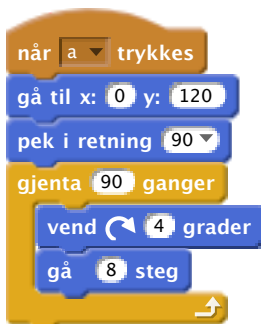 når a trykkes
gå til x: 0 y: 120
pek i retning 90
gjenta 90 ganger
vend 4 grader
gå 8 steg